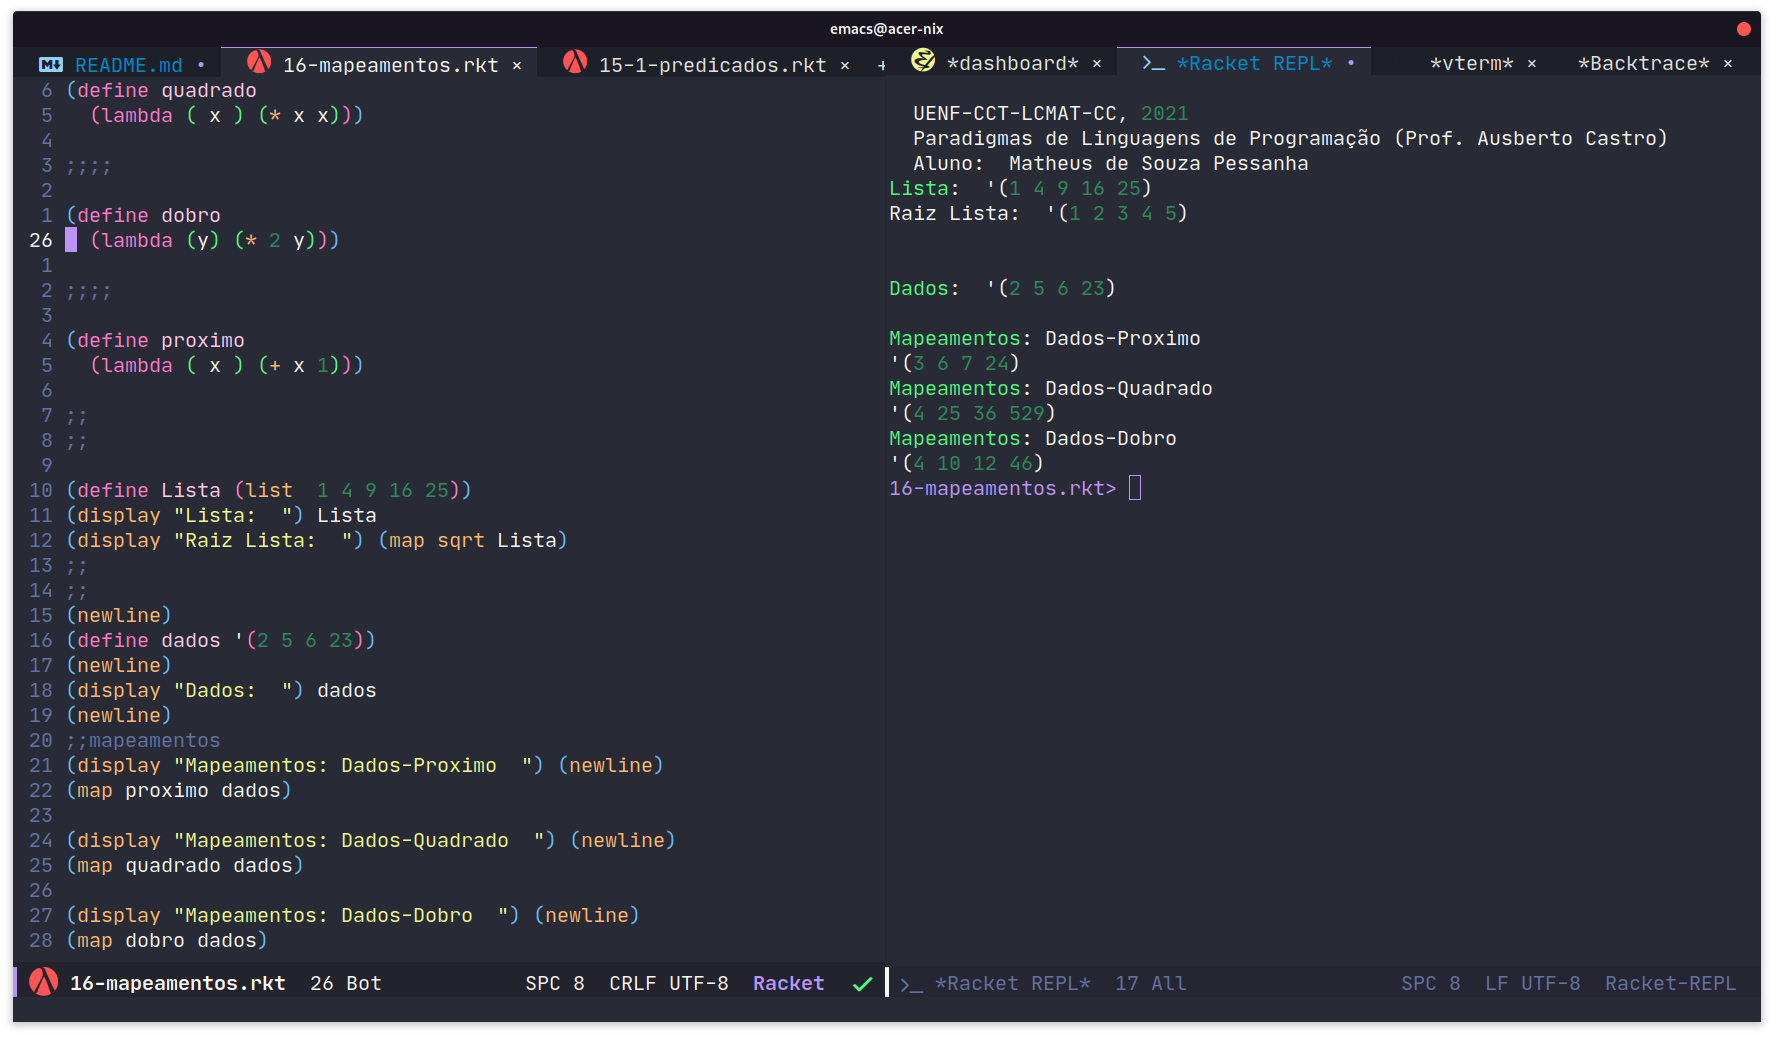 emacs@acer-nix
README.md • 16-mapeamentos.rkt × 15-1-predicados.rkt × +
6 (define quadrado
5   (lambda ( x ) (* x x)))
4
3 ;;;;
2
1 (define dobro
26   (lambda (y) (* 2 y)))
1
2 ;;;;
3
4 (define proximo
5   (lambda ( x ) (+ x 1)))
6
7 ;;
8 ;;
9
10 (define Lista (list  1 4 9 16 25))
11 (display "Lista:  ") Lista
12 (display "Raiz Lista:  ") (map sqrt Lista)
13 ;;
14 ;;
15 (newline)
16 (define dados '(2 5 6 23))
17 (newline)
18 (display "Dados:  ") dados
19 (newline)
20 ;;mapeamentos
21 (display "Mapeamentos: Dados-Proximo  ") (newline)
22 (map proximo dados)
23
24 (display "Mapeamentos: Dados-Quadrado  ") (newline)
25 (map quadrado dados)
26
27 (display "Mapeamentos: Dados-Dobro  ") (newline)
28 (map dobro dados)
16-mapeamentos.rkt  26 Bot  SPC 8  CRLF UTF-8  Racket
*dashboard* × >_ *Racket REPL* • *vterm* × *Backtrace* ×
UENF-CCT-LCMAT-CC, 2021
Paradigmas de Linguagens de Programação (Prof. Ausberto Castro)
Aluno:  Matheus de Souza Pessanha
Lista:  '(1 4 9 16 25)
Raiz Lista:  '(1 2 3 4 5)
Dados:  '(2 5 6 23)
Mapeamentos: Dados-Proximo
'(3 6 7 24)
Mapeamentos: Dados-Quadrado
'(4 25 36 529)
Mapeamentos: Dados-Dobro
'(4 10 12 46)
16-mapeamentos.rkt>
>_ *Racket REPL*  17 All  SPC 8  LF UTF-8  Racket-REPL